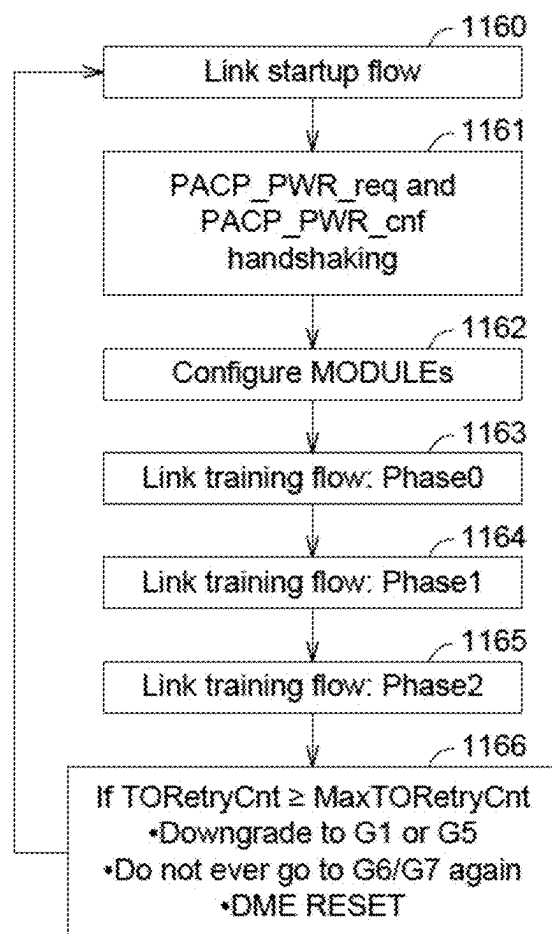 1160
Link startup flow
1161
PACP_PWR_req and
PACP_PWR_cnf
handshaking
1162
Configure MODULEs
1163
Link training flow: Phase0
1164
Link training flow: Phase1
1165
Link training flow: Phase2
1166
If TORetryCnt ≥ MaxTORetryCnt
•Downgrade to G1 or G5
•Do not ever go to G6/G7 again
•DME RESET